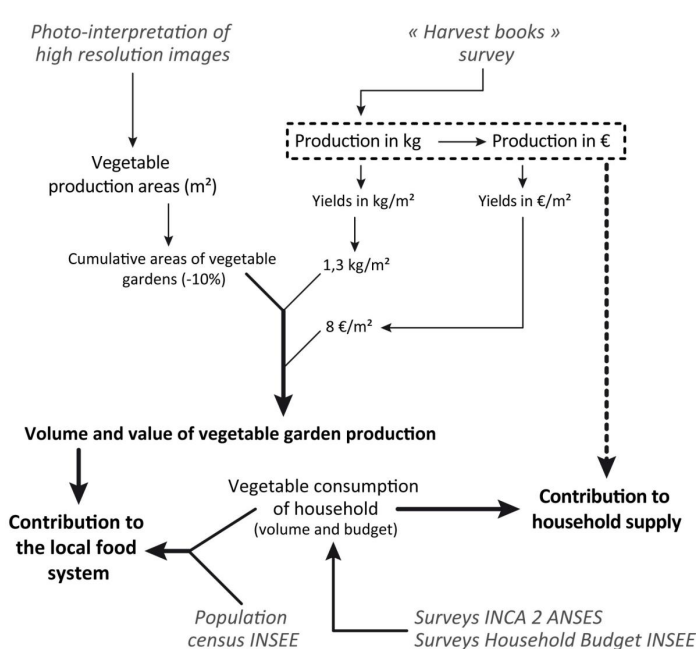 Photo-interpretation of
high resolution images
« Harvest books »
survey
Production in kg
Production in €
Vegetable
production areas (m²)
Yields in kg/m²
Yields in €/m²
Cumulative areas of vegetable
gardens (-10%)
1,3 kg/m²
8 €/m²
Volume and value of vegetable garden production
Vegetable consumption
of household
(volume and budget)
Contribution to
household supply
Contribution to
the local food
system
Population
census INSEE
Surveys INCA 2 ANSES
Surveys Household Budget INSEE